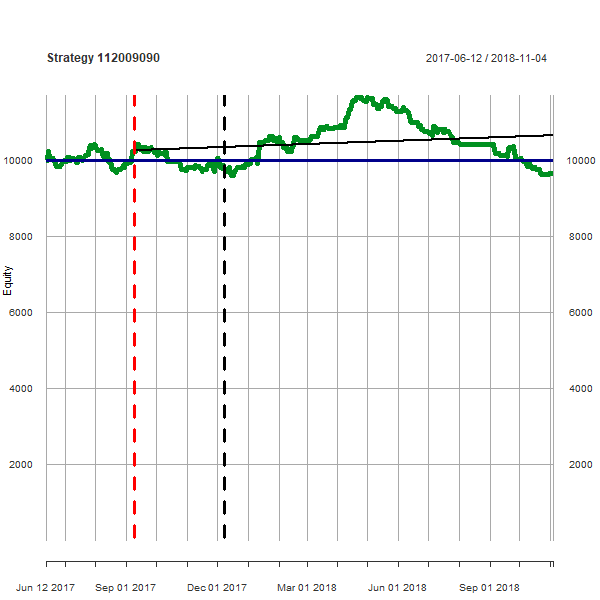 Strategy 112009090
2017-06-12 / 2018-11-04
10000
10000
8000
8000
Equity
6000
6000
4000
4000
2000
2000
Jun 12 2017
Sep 01 2017
Dec 01 2017
Mar 01 2018
Jun 01 2018
Sep 01 2018